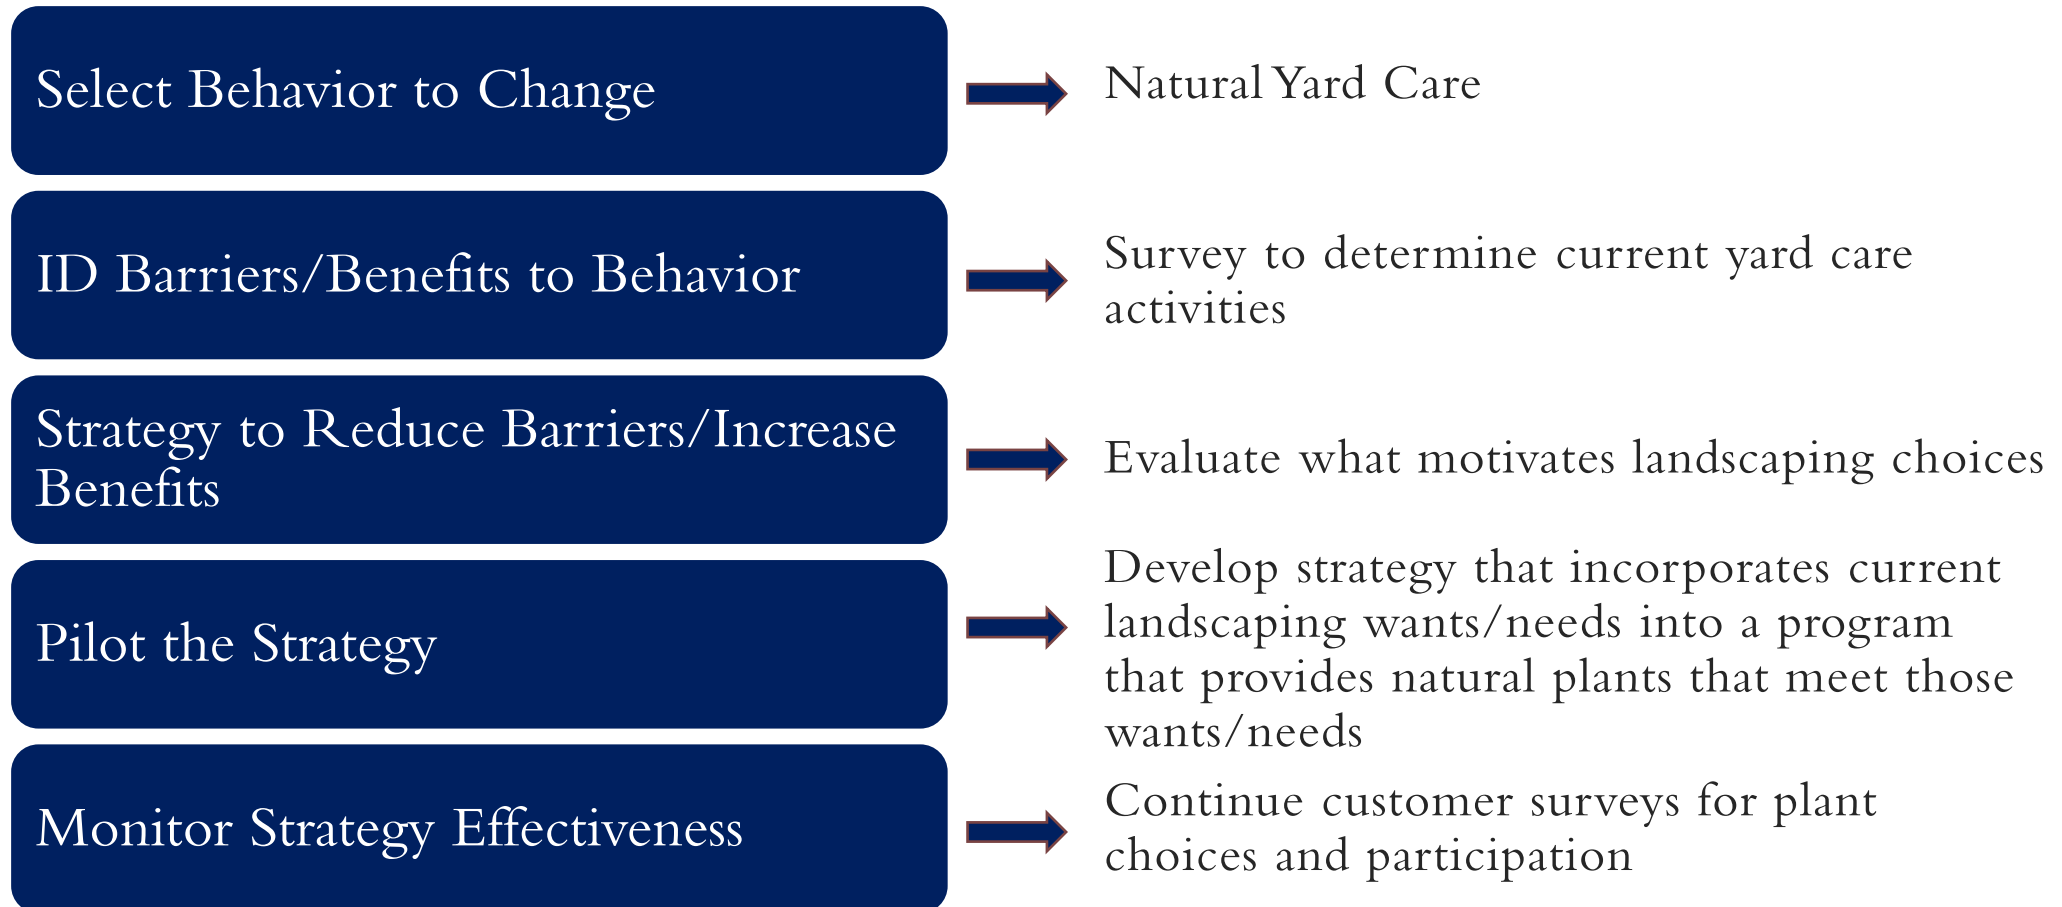 Select Behavior to Change
Natural Yard Care
ID Barriers/Benefits to Behavior
Survey to determine current yard care
activities
Strategy to Reduce Barriers/Increase
Benefits
Evaluate what motivates landscaping choices
Pilot the Strategy
Develop strategy that incorporates current
landscaping wants/needs into a program
that provides natural plants that meet those
wants/needs
Monitor Strategy Effectiveness
Continue customer surveys for plant
choices and participation